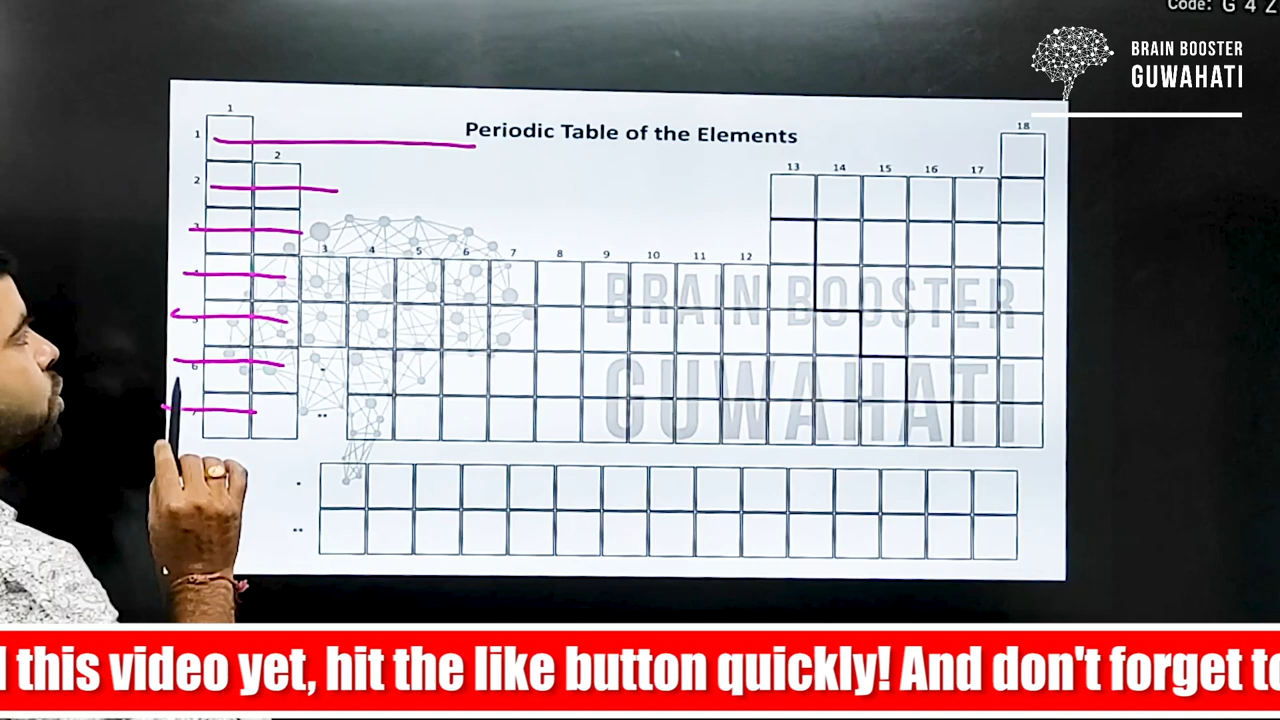 Code: G 4 Z
BRAIN BOOSTER
GUWAHATI
Periodic Table of the Elements
1
18
1
2
13 14 15 16 17
2
3
3 4 5 6 7 8 9 10 11 12
BRAIN BOOSTER
5
6
GUWAHATI
7
**
*
**
this video yet, hit the like button quickly! And don't forget to